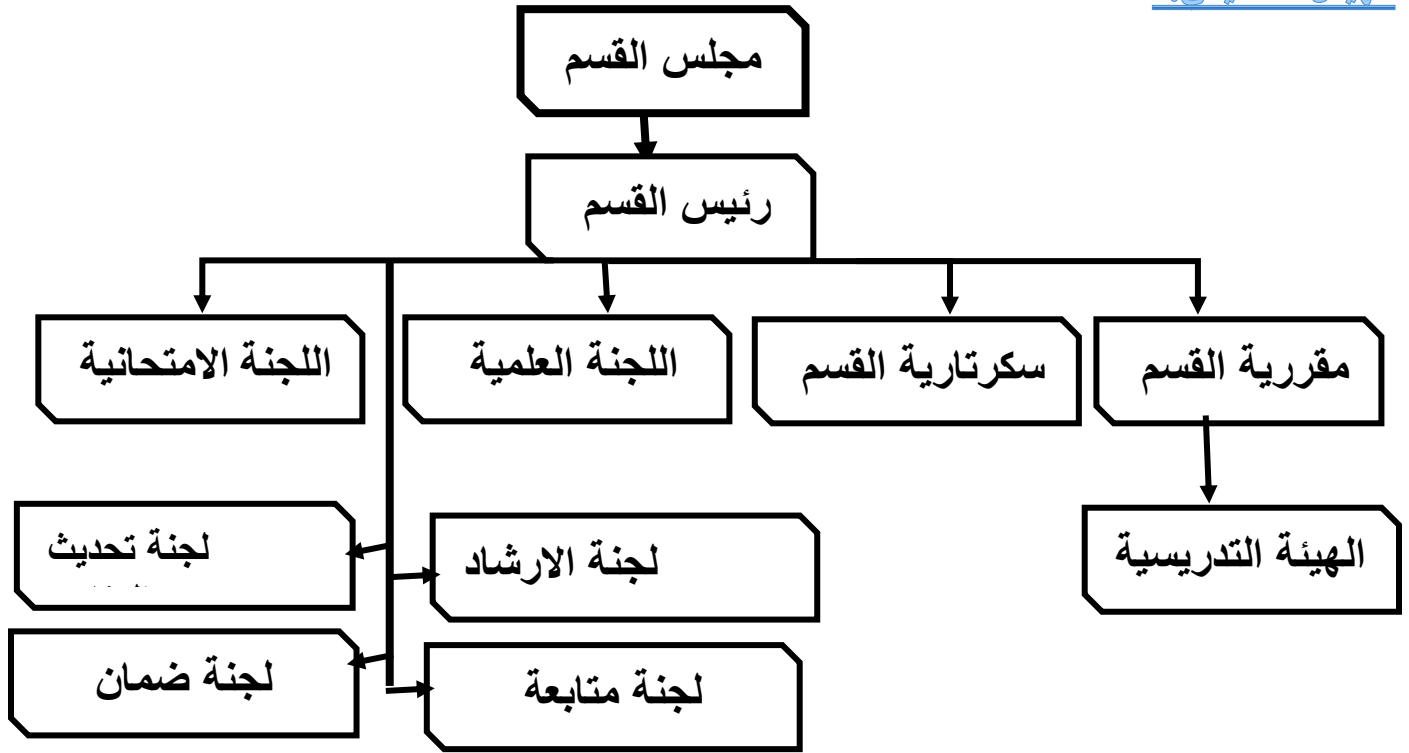 مجلس القسم
رئيس القسم
مقررية القسم
سكرتارية القسم
اللجنة العلمية
اللجنة الامتحانية
الهيئة التدريسية
لجنة الارشاد
لجنة تحديث
لجنة متابعة
لجنة ضمان